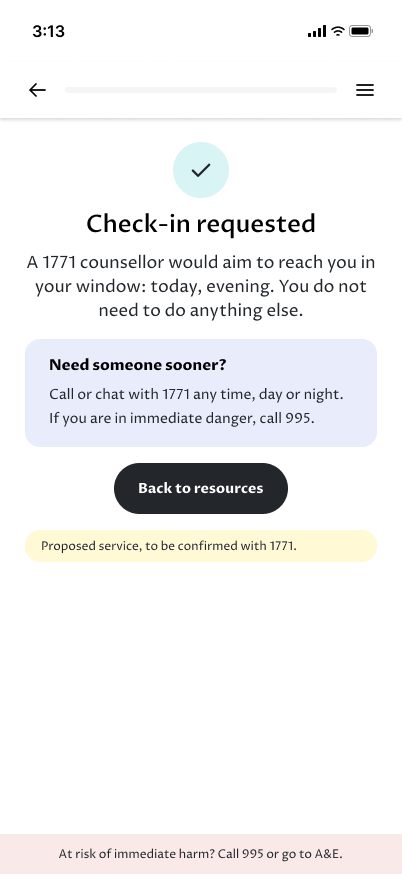 3:13
Check-in requested
A 1771 counsellor would aim to reach you in
your window: today, evening. You do not
need to do anything else.
Need someone sooner?
Call or chat with 1771 any time, day or night.
If you are in immediate danger, call 995.
Back to resources
Proposed service, to be confirmed with 1771.
At risk of immediate harm? Call 995 or go to A&E.